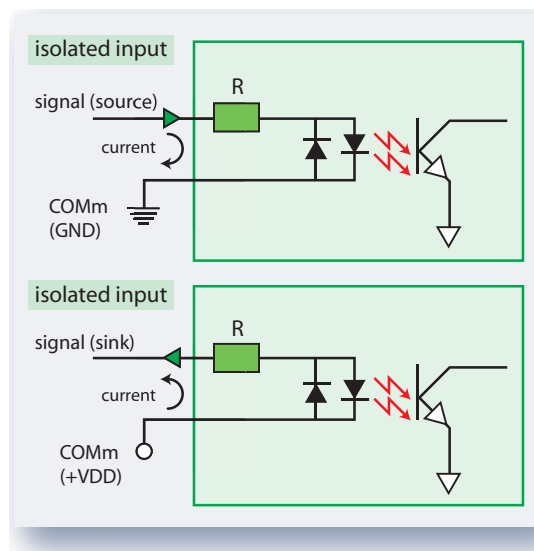 isolated input
R
signal (source)
current
COMm
(GND)
isolated input
R
signal (sink)
current
COMm
(+VDD)